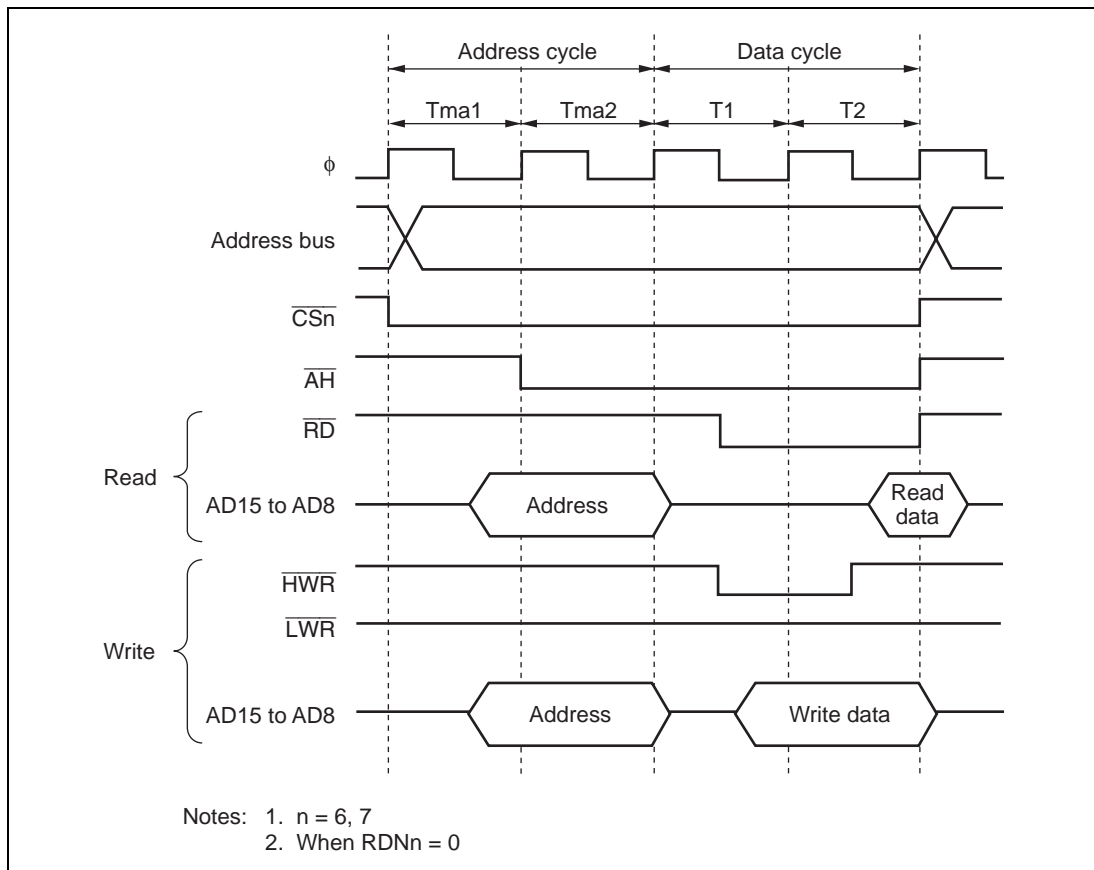 Address cycle Data cycle
Tma1 Tma2 T1 T2
ϕ
Address bus
CSn
AH
RD
Read
AD15 to AD8 Address Read data
HWR
LWR
Write
AD15 to AD8 Address Write data
Notes: 1. n = 6, 7
2. When RDNn = 0